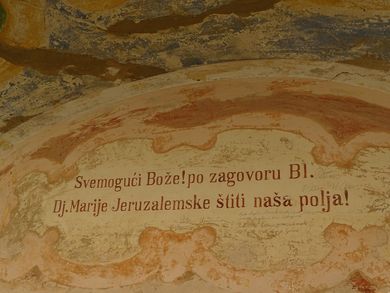 Svemogući Bože! po zagovoru Bl.
Dj. Marije Jeruzalemske štiti naša polja!